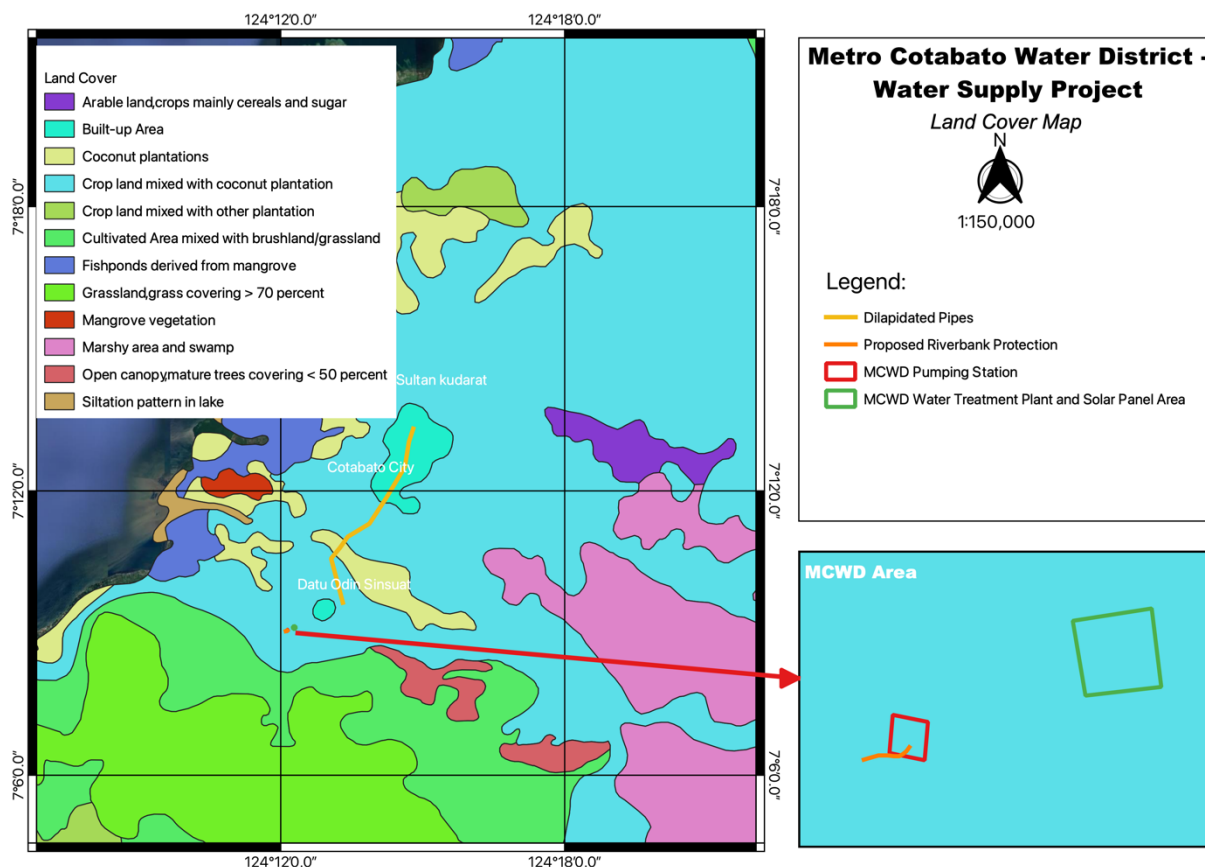 124°12'0.0"
124°18'0.0"
Land Cover
Arable land,crops mainly cereals and sugar
Built-up Area
Coconut plantations
Crop land mixed with coconut plantation
Crop land mixed with other plantation
Cultivated Area mixed with brushland/grassland
Fishponds derived from mangrove
Grassland,grass covering > 70 percent
Mangrove vegetation
Marshy area and swamp
Open canopy,mature trees covering < 50 percent
Siltation pattern in lake
7°18'0.0"
7°12'0.0"
7°6'0.0"
Sultan kudarat
Cotabato City
Datu Odin Sinsuat
7°18'0.0"
7°12'0.0"
7°6'0.0"
124°12'0.0"
124°18'0.0"
Metro Cotabato Water District -
Water Supply Project
Land Cover Map
N
1:150,000
Legend:
Dilapidated Pipes
Proposed Riverbank Protection
MCWD Pumping Station
MCWD Water Treatment Plant and Solar Panel Area
MCWD Area